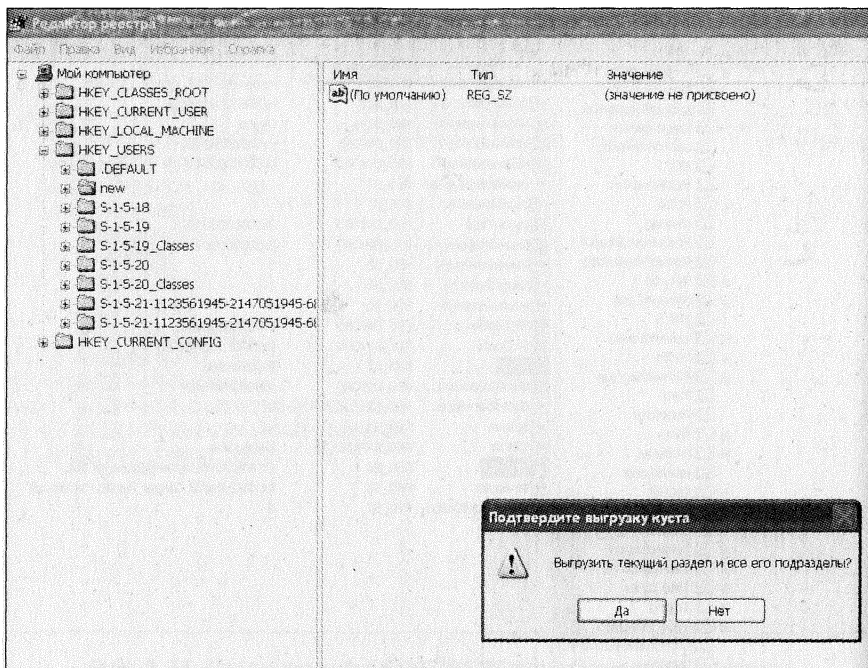 Редактор реестра
Файл Правка Вид Избранное Справка
Мой компьютер
HKEY_CLASSES_ROOT
HKEY_CURRENT_USER
HKEY_LOCAL_MACHINE
HKEY_USERS
.DEFAULT
new
S-1-5-18
S-1-5-19
S-1-5-19_Classes
S-1-5-20
S-1-5-20_Classes
S-1-5-21-1123561945-2147051945-68
S-1-5-21-1123561945-2147051945-68
HKEY_CURRENT_CONFIG
Имя Тип Значение
ab (По умолчанию) REG_SZ (значение не присвоено)
Подтвердите выгрузку куста
Выгрузить текущий раздел и все его подразделы?
Да Нет